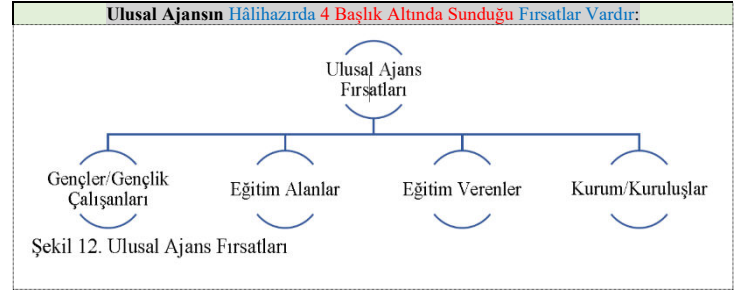 Ulusal Ajansın Hâlihazırda 4 Başlık Altında Sunduğu Fırsatlar Vardır:
Ulusal Ajans
Fırsatları
Gençler/Gençlik
Çalışanları
Eğitim Alanlar
Eğitim Verenler
Kurum/Kuruluşlar
Şekil 12. Ulusal Ajans Fırsatları